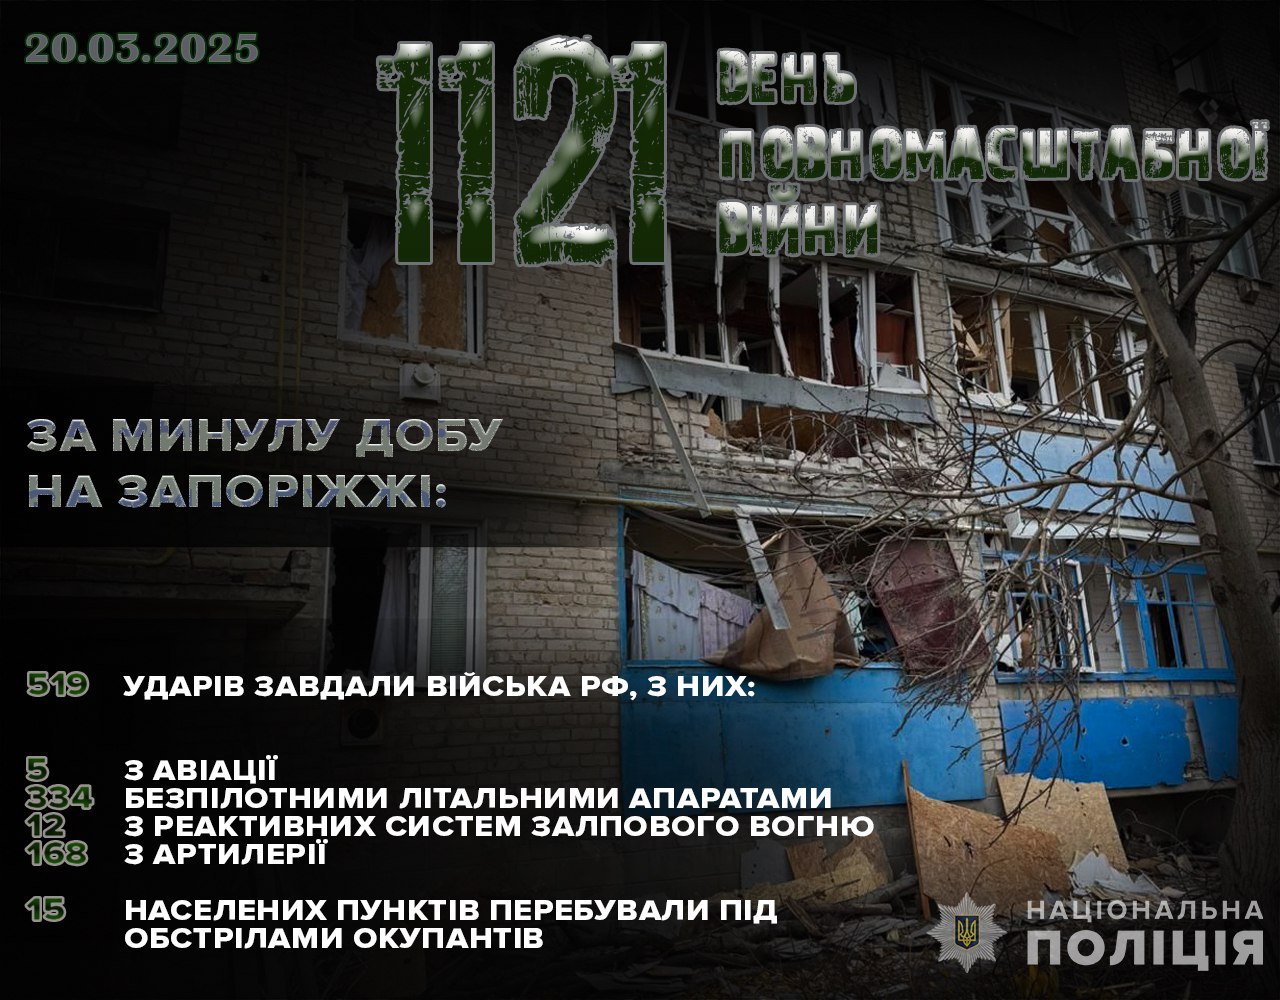 20.03.2025
1121
ДЕНЬ
ПОВНОМАСШТАБНОЇ
ВІЙНИ
ЗА МИНУЛУ ДОБУ
НА ЗАПОРІЖЖІ:
519 УДАРІВ ЗАВДАЛИ ВІЙСЬКА РФ, З НИХ:
5 З АВІАЦІЇ
334 БЕЗПІЛОТНИМИ ЛІТАЛЬНИМИ АПАРАТАМИ
12 З РЕАКТИВНИХ СИСТЕМ ЗАЛПОВОГО ВОГНЮ
168 З АРТИЛЕРІЇ
15 НАСЕЛЕНИХ ПУНКТІВ ПЕРЕБУВАЛИ ПІД
ОБСТРІЛАМИ ОКУПАНТІВ
НАЦІОНАЛЬНА
ПОЛІЦІЯ